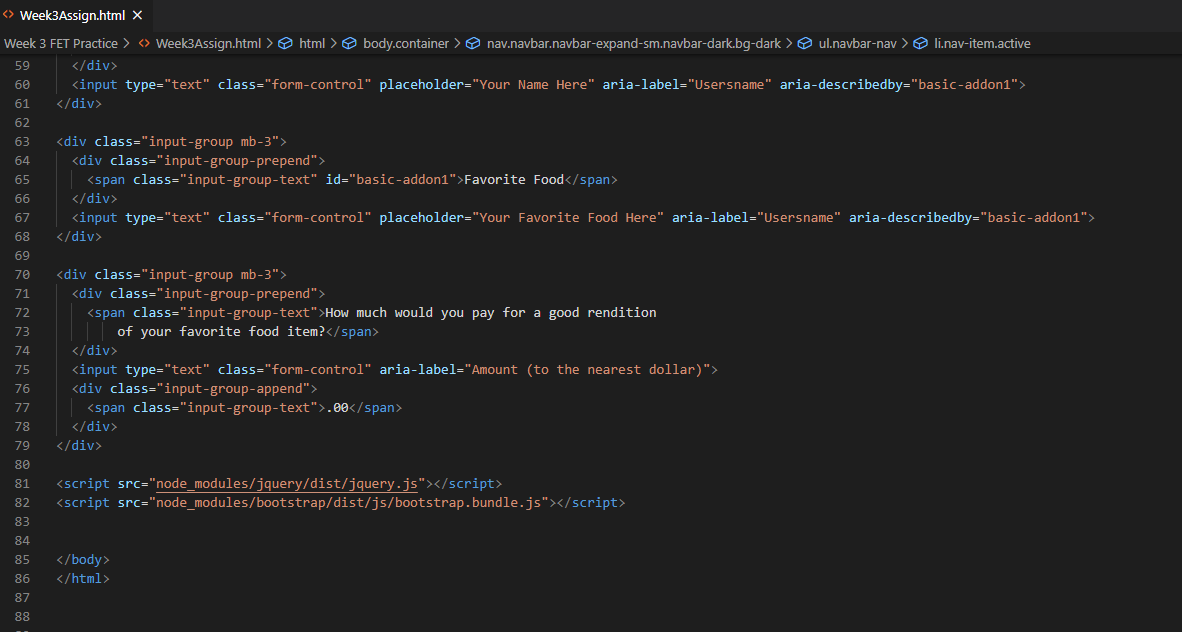 Week3Assign.html
Week 3 FET Practice > Week3Assign.html > html > body.container > nav.navbar.navbar-expand-sm.navbar-dark.bg-dark > ul.navbar-nav > li.nav-item.active
59 </div>
60 <input type="text" class="form-control" placeholder="Your Name Here" aria-label="Usersname" aria-describedby="basic-addon1">
61 </div>
62
63 <div class="input-group mb-3">
64 <div class="input-group-prepend">
65 <span class="input-group-text" id="basic-addon1">Favorite Food</span>
66 </div>
67 <input type="text" class="form-control" placeholder="Your Favorite Food Here" aria-label="Usersname" aria-describedby="basic-addon1">
68 </div>
69
70 <div class="input-group mb-3">
71 <div class="input-group-prepend">
72 <span class="input-group-text">How much would you pay for a good rendition
73 of your favorite food item?</span>
74 </div>
75 <input type="text" class="form-control" aria-label="Amount (to the nearest dollar)">
76 <div class="input-group-append">
77 <span class="input-group-text">.00</span>
78 </div>
79 </div>
80
81 <script src="node_modules/jquery/dist/jquery.js"></script>
82 <script src="node_modules/bootstrap/dist/js/bootstrap.bundle.js"></script>
83
84
85 </body>
86 </html>
87
88